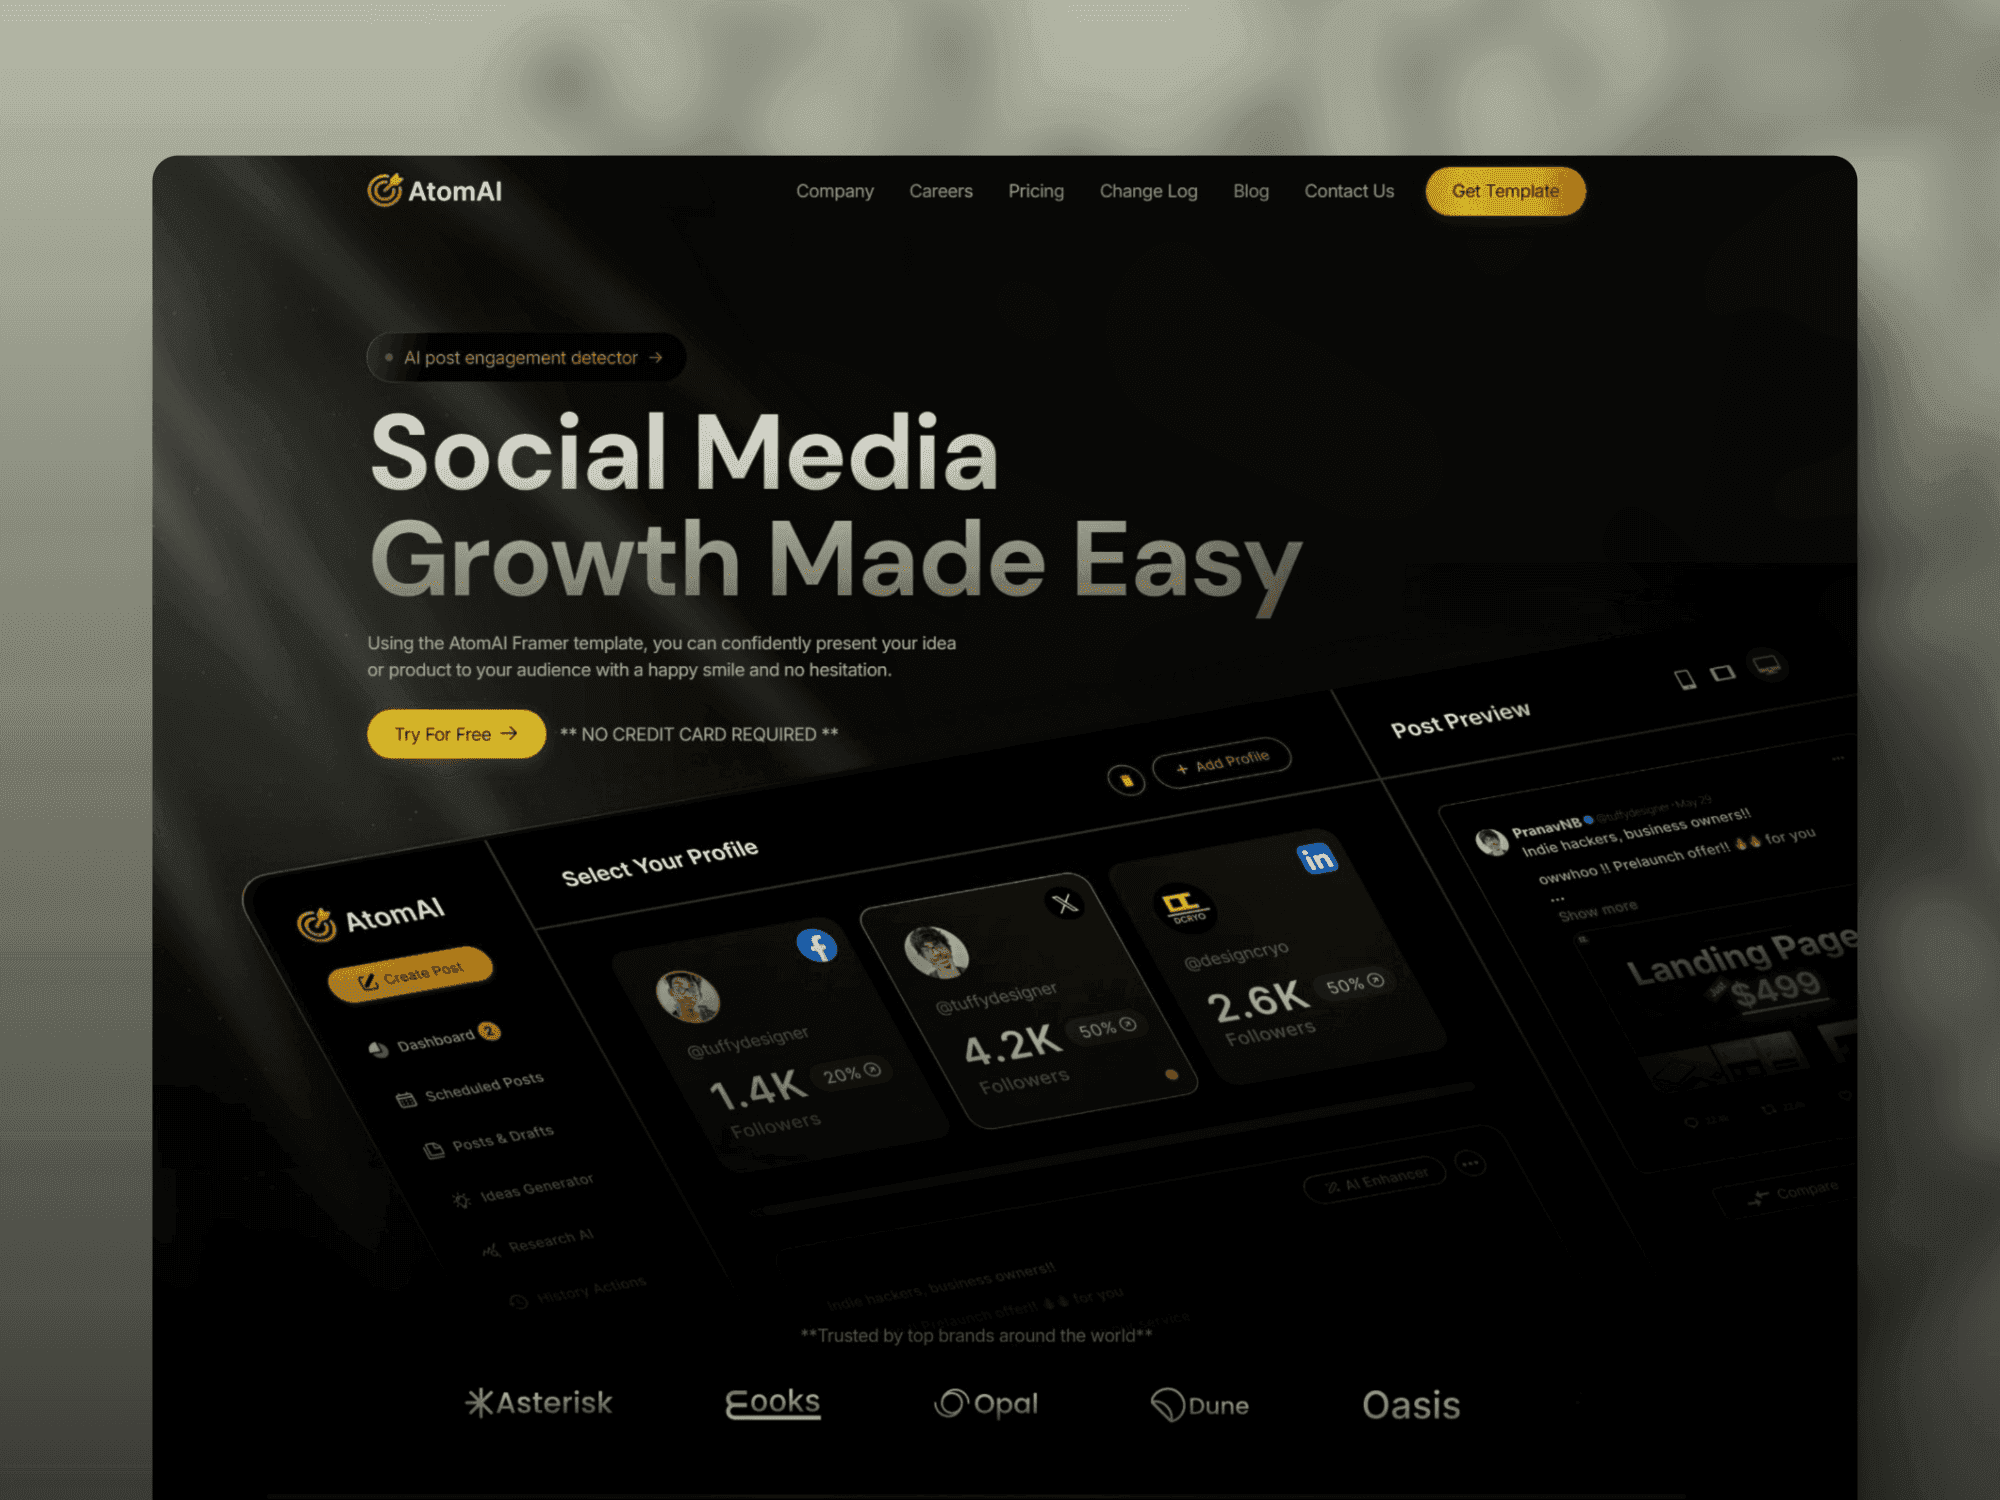 AtomAI
Company
Careers
Pricing
Change Log
Blog
Contact Us
Get Template
AI post engagement detector →
Social Media
Growth Made Easy
Using the AtomAI Framer template, you can confidently present your idea
or product to your audience with a happy smile and no hesitation.
Try For Free →
** NO CREDIT CARD REQUIRED **
AtomAI
Create Post
Dashboard 2
Scheduled Posts
Posts & Drafts
Ideas Generator
Research AI
History Actions
Select Your Profile
+ Add Profile
@tuffydesigner
1.4K 20%
Followers
X
@tuffydesigner
4.2K 50%
Followers
in
DCRYO
@designcryo
2.6K 50%
Followers
AI Enhancer
Indie hackers, business owners!!
Prelaunch offer!! 🔥🔥 for you
service
Post Preview
PranavNB @tuffydesigner · May 29
Indie hackers, business owners!!
owwhoo !! Prelaunch offer!! 🔥🔥 for you
...
Show more
Landing Page
$499
Compare
**Trusted by top brands around the world**
Asterisk
Eooks
Opal
Dune
Oasis